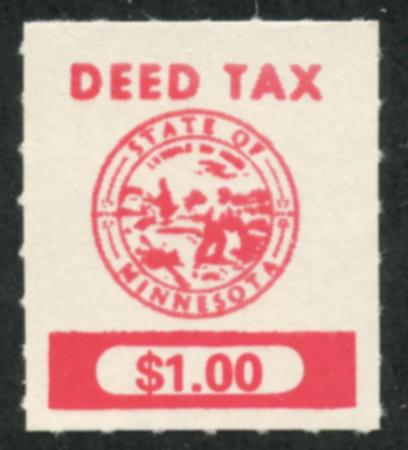 DEED TAX
STATE OF
MINNESOTA
$1.00